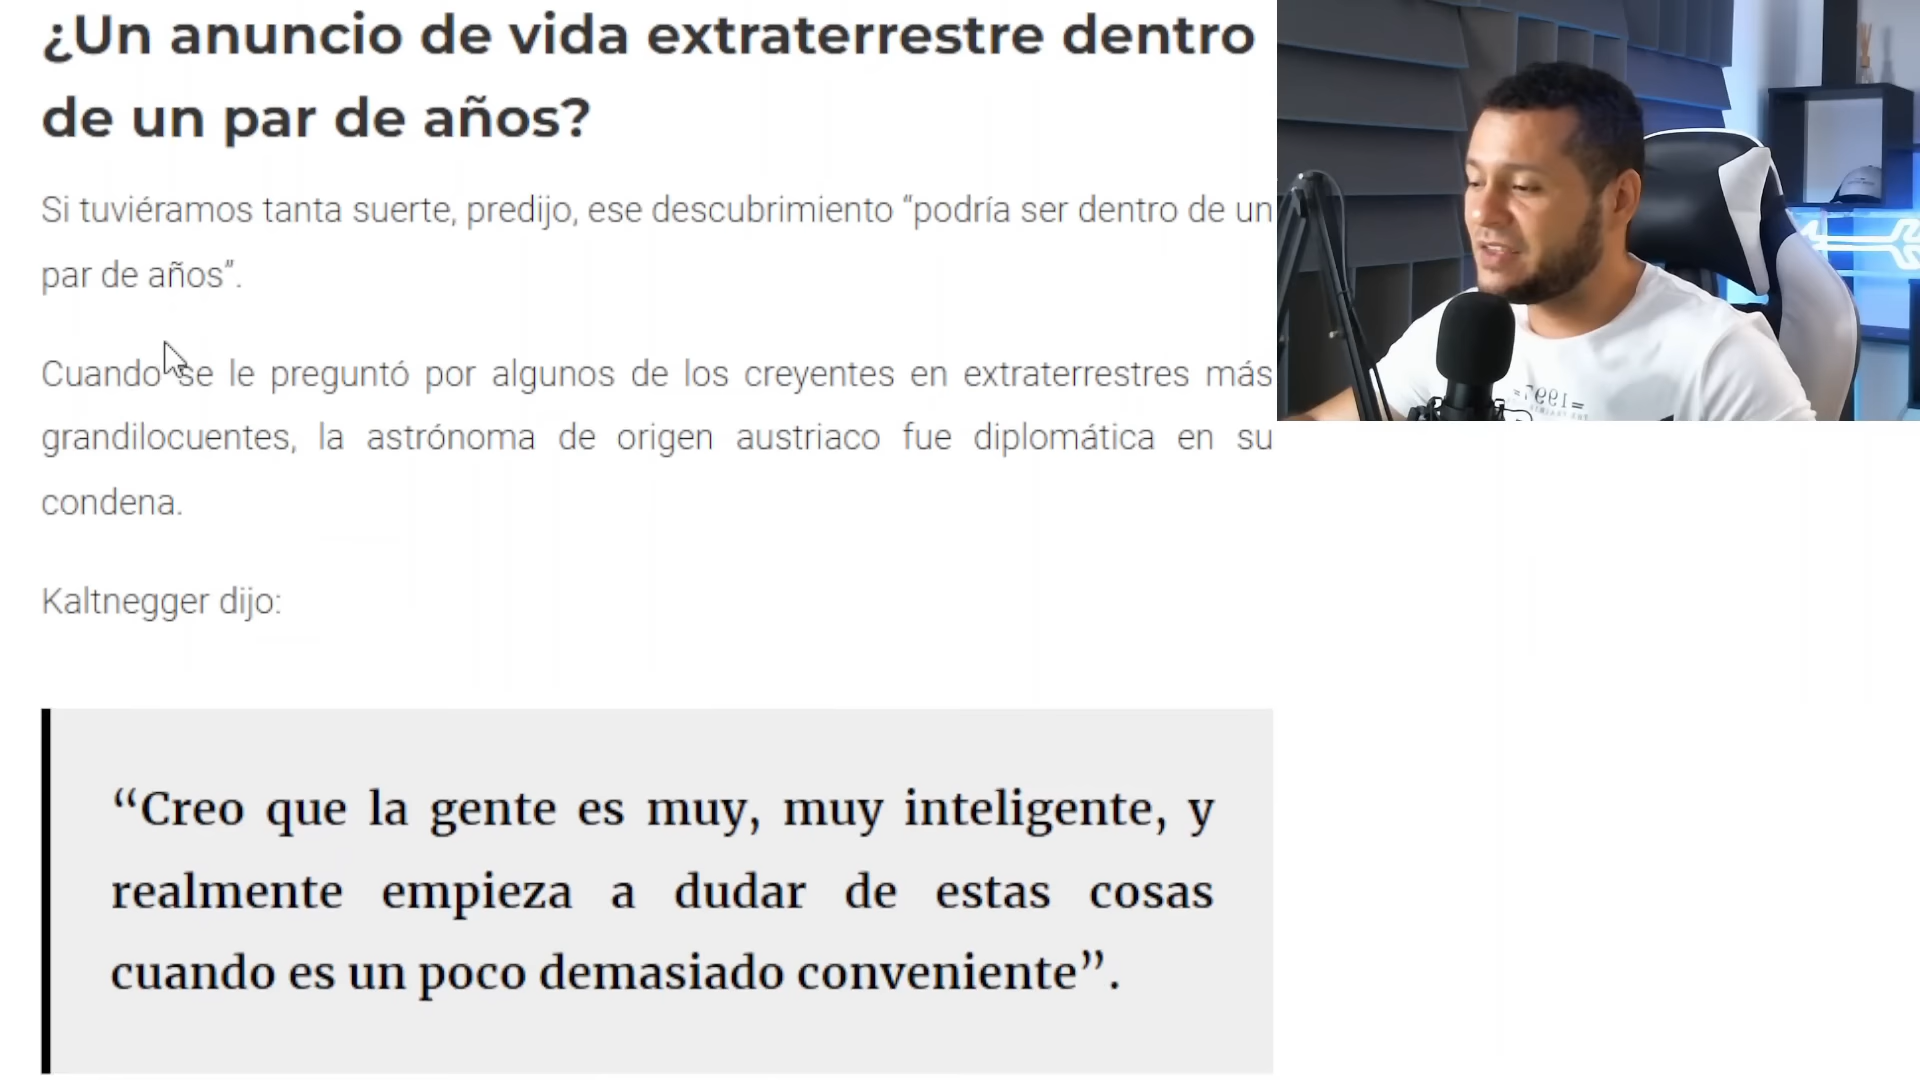 ¿Un anuncio de vida extraterrestre dentro
de un par de años?
Si tuviéramos tanta suerte, predijo, ese descubrimiento “podría ser dentro de un
par de años”.
Cuando se le preguntó por algunos de los creyentes en extraterrestres más
grandilocuentes, la astrónoma de origen austriaco fue diplomática en su
condena.
Kaltnegger dijo:
“Creo que la gente es muy, muy inteligente, y
realmente empieza a dudar de estas cosas
cuando es un poco demasiado conveniente”.
=1997=